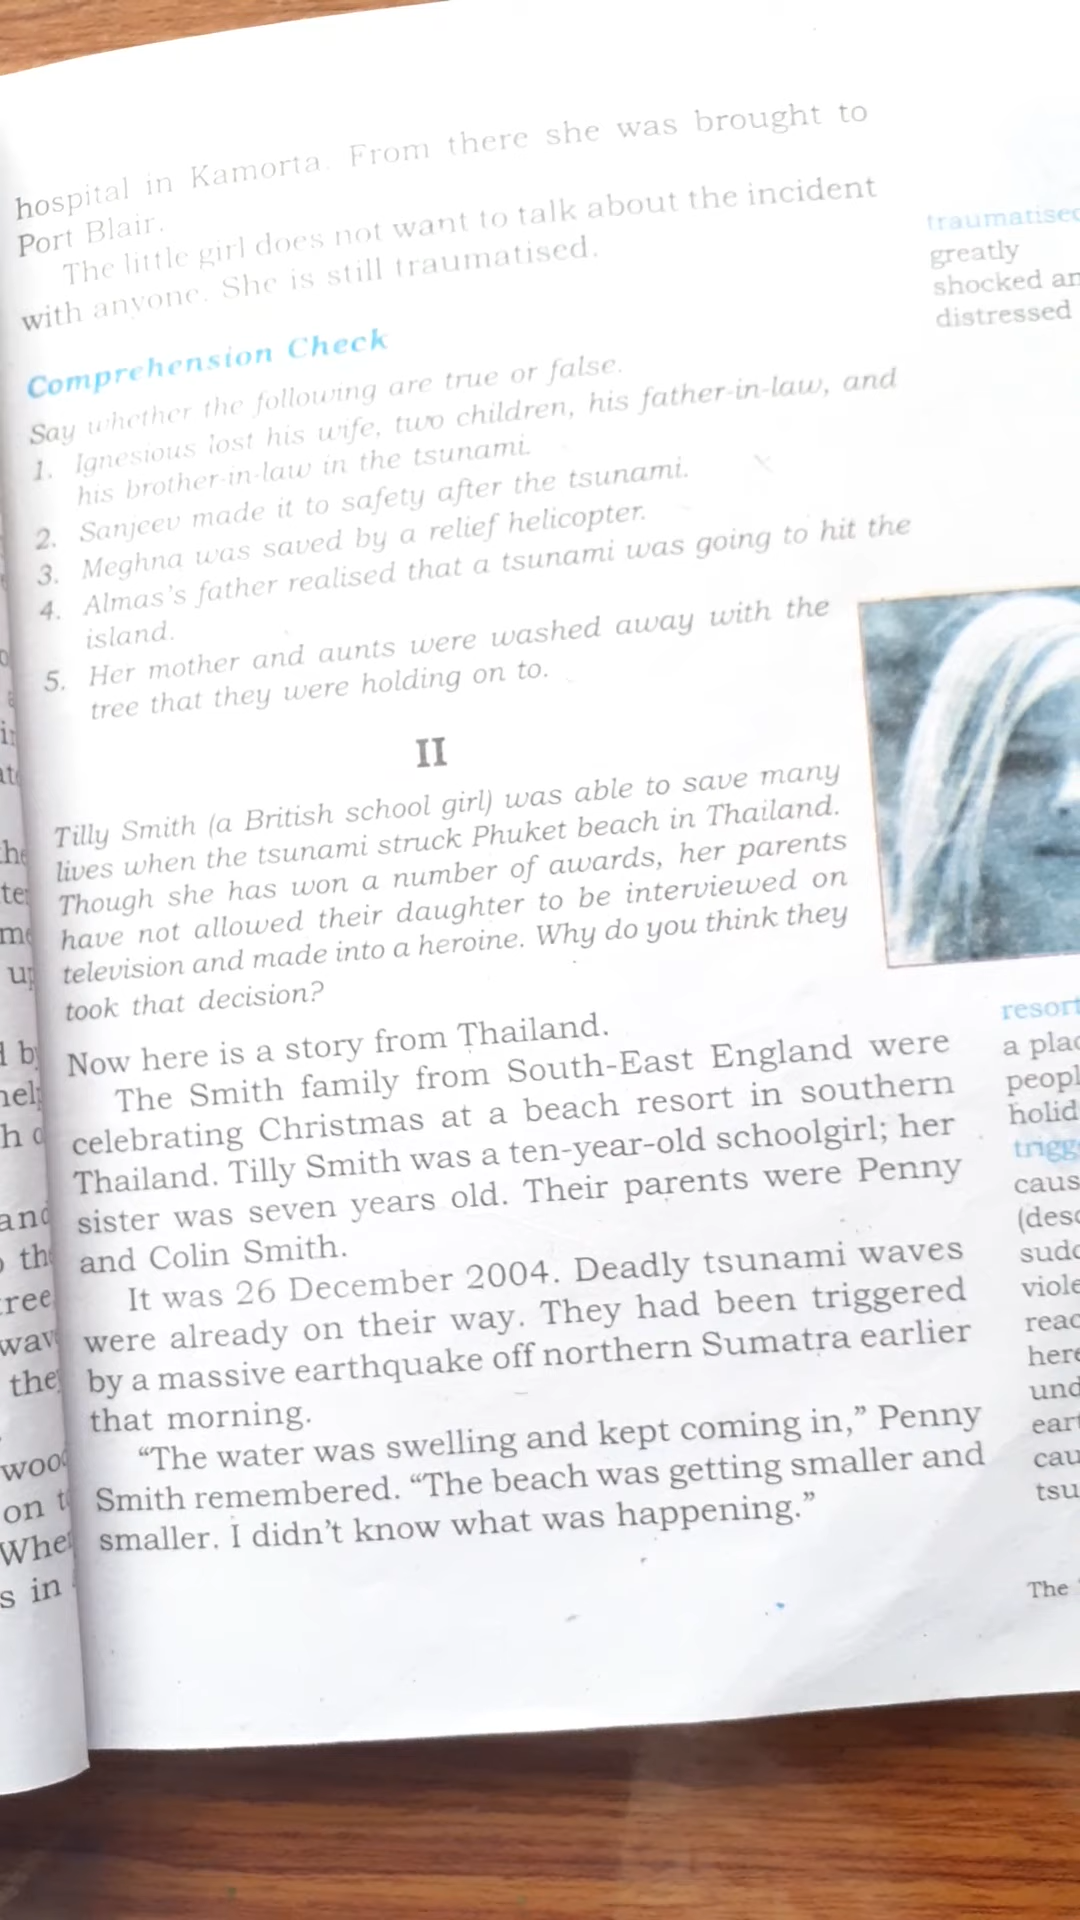 hospital in Kamorta. From there she was brought to
Port Blair.
The little girl does not want to talk about the incident
with anyone. She is still traumatised.
Comprehension Check
Say whether the following are true or false.
1. Ignesious lost his wife, two children, his father-in-law, and
his brother-in-law in the tsunami.
2. Sanjeev made it to safety after the tsunami.
3. Meghna was saved by a relief helicopter.
4. Almas's father realised that a tsunami was going to hit the
island.
5. Her mother and aunts were washed away with the
tree that they were holding on to.
II
Tilly Smith (a British school girl) was able to save many
lives when the tsunami struck Phuket beach in Thailand.
Though she has won a number of awards, her parents
have not allowed their daughter to be interviewed on
television and made into a heroine. Why do you think they
took that decision?
Now here is a story from Thailand.
The Smith family from South-East England were
celebrating Christmas at a beach resort in southern
Thailand. Tilly Smith was a ten-year-old schoolgirl; her
sister was seven years old. Their parents were Penny
and Colin Smith.
It was 26 December 2004. Deadly tsunami waves
were already on their way. They had been triggered
by a massive earthquake off northern Sumatra earlier
that morning.
“The water was swelling and kept coming in,” Penny
Smith remembered. “The beach was getting smaller and
smaller. I didn’t know what was happening.”
traumatised
greatly
shocked
distressed
resort
a
holid
trigg
caus
(desc
sudd
viole
reac
here
und
eart
cau
tsu
The